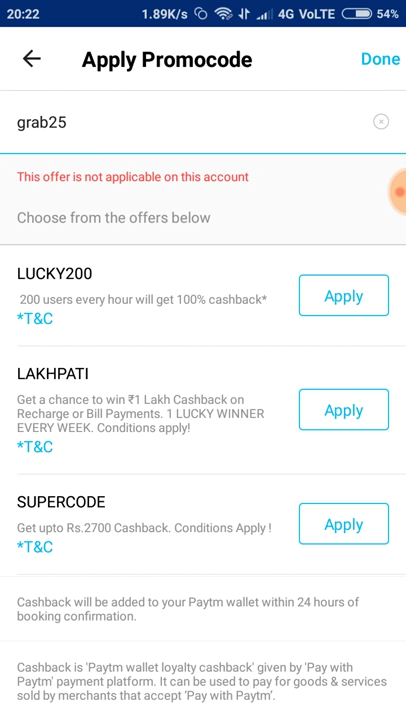 20:22 1.89K/s 4G VoLTE 54%
Apply Promocode Done
grab25
This offer is not applicable on this account
Choose from the offers below
LUCKY200
200 users every hour will get 100% cashback*
*T&C
Apply
LAKHPATI
Get a chance to win ₹1 Lakh Cashback on
Recharge or Bill Payments. 1 LUCKY WINNER
EVERY WEEK. Conditions apply!
*T&C
Apply
SUPERCODE
Get upto Rs.2700 Cashback. Conditions Apply !
*T&C
Apply
Cashback will be added to your Paytm wallet within 24 hours of
booking confirmation.
Cashback is 'Paytm wallet loyalty cashback' given by 'Pay with
Paytm' payment platform. It can be used to pay for goods & services
sold by merchants that accept 'Pay with Paytm'.